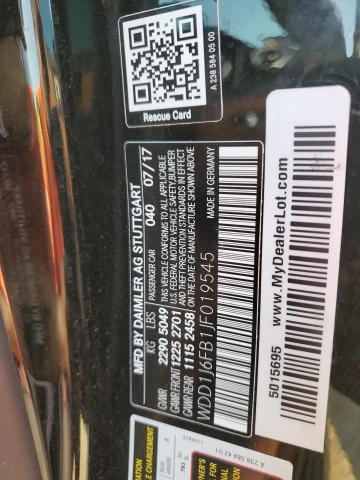 Rescue Card
A 238 584 05 00
MFD BY DAIMLER AG STUTTGART
KG LBS PASSENGER CAR 040 07/17
GVWR 2290 5049 THIS VEHICLE CONFORMS TO ALL APPLICABLE
GAWR FRONT 1225 2701 U.S. FEDERAL MOTOR VEHICLE SAFETY, BUMPER
GAWR REAR 1115 2458 AND THEFT PREVENTION STANDARDS IN EFFECT
ON THE DATE OF MANUFACTURE SHOWN ABOVE
MADE IN GERMANY
WDD1J6FB1JF019545
5015695
www.MyDealerLot.com
A 238 584 42 01